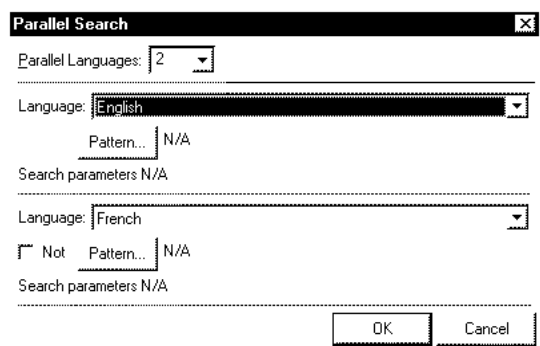 Parallel Search
Parallel Languages: 2
Language: English
Pattern... N/A
Search parameters N/A
Language: French
Not Pattern... N/A
Search parameters N/A
OK Cancel